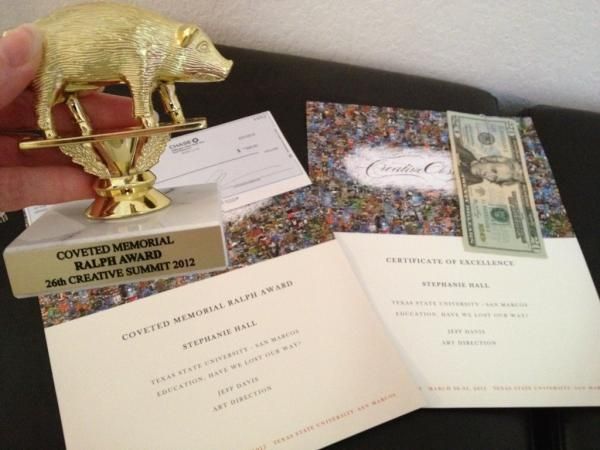 COVETED MEMORIAL
RALPH AWARD
26th CREATIVE SUMMIT 2012
CHASE
COVETED MEMORIAL RALPH AWARD
STEPHANIE HALL
TEXAS STATE UNIVERSITY - SAN MARCOS
EDUCATION, HAVE WE LOST OUR WAY?
JEFF DAVIS
ART DIRECTION
TEXAS STATE UNIVERSITY-SAN MARCOS
Creative
CERTIFICATE OF EXCELLENCE
STEPHANIE HALL
TEXAS STATE UNIVERSITY - SAN MARCOS
EDUCATION, HAVE WE LOST OUR WAY?
JEFF DAVIS
ART DIRECTION
MARCH 30-31, 2012 TEXAS STATE UNIVERSITY-SAN MARCOS